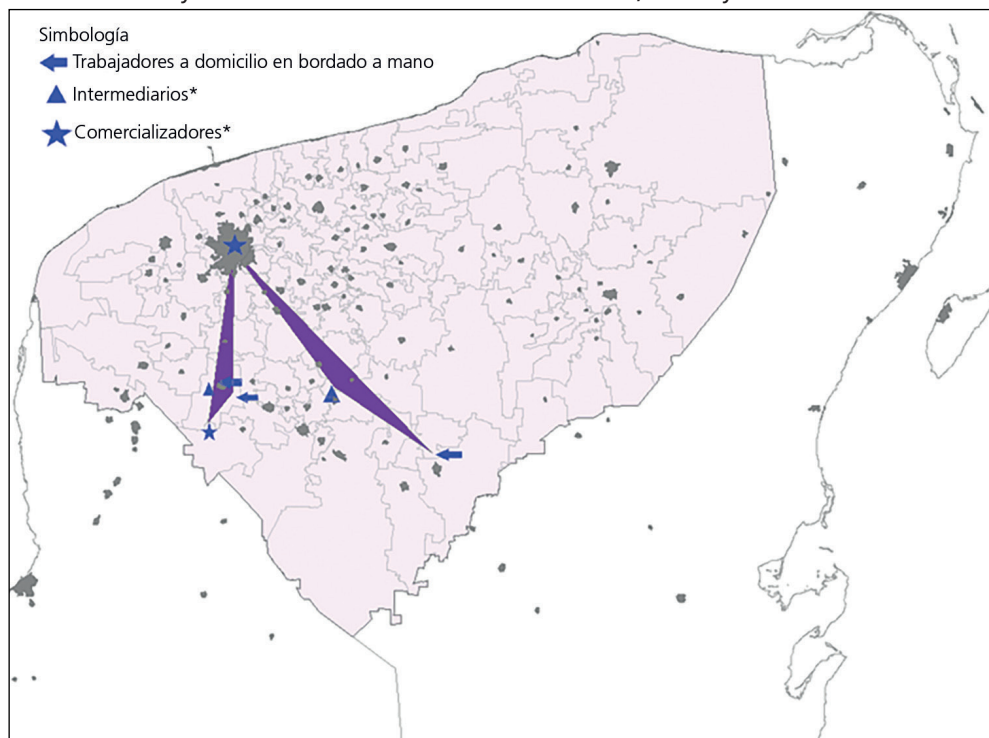 Simbología
Trabajadores a domicilio en bordado a mano
Intermediarios*
Comercializadores*